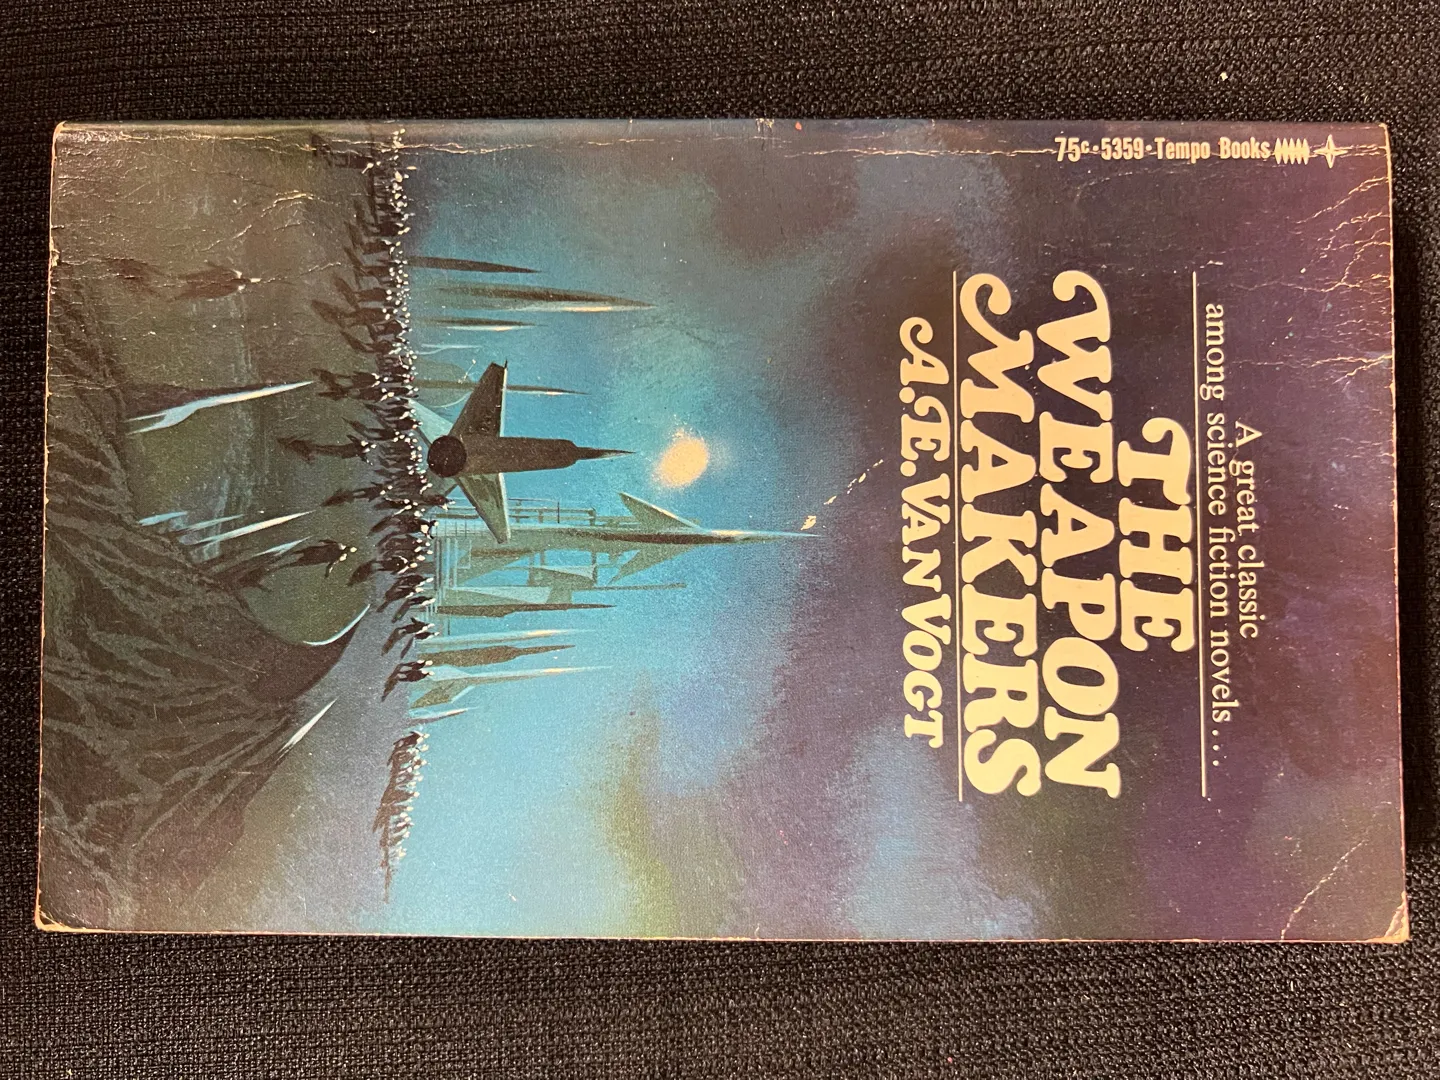 75¢·5359·Tempo Books
A great classic
among science fiction novels...
THE
WEAPON
MAKERS
A.E. VAN VOGT